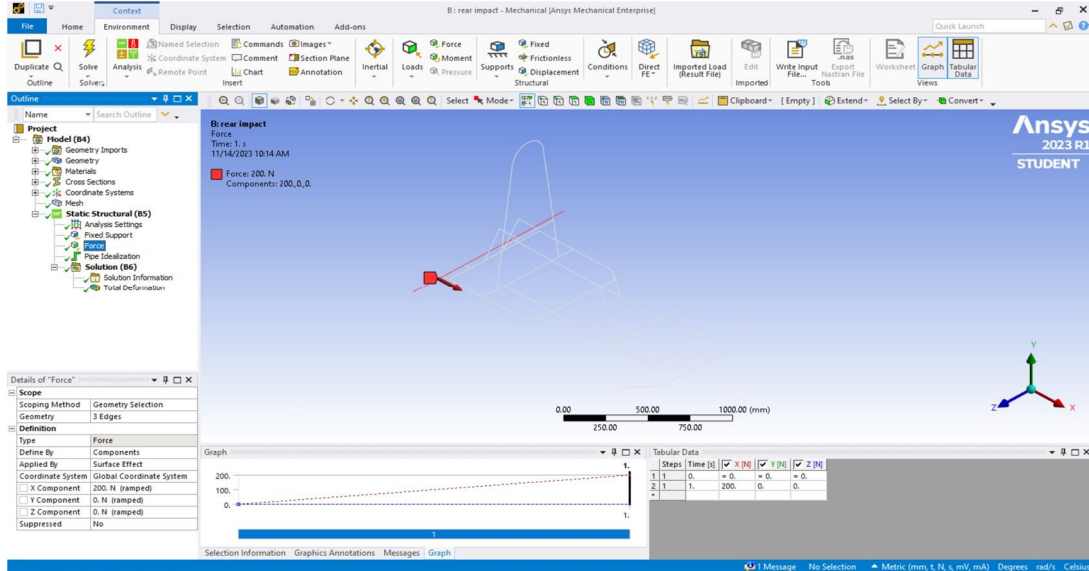 B : rear impact - Mechanical [Ansys Mechanical Enterprise]
Context
File Home Environment Display Selection Automation Add-ons
Quick Launch
Duplicate Q Solve Analysis
Named Selection Commands Images
Coordinate System Comment Section Plane
Remote Point Chart Annotation
Inertial Loads
Force
Moment
Pressure
Supports
Fixed
Frictionless
Displacement
Conditions Direct FE
Imported Load (Result File)
Edit
Write Input File...
.nas
Export Nastran File
Worksheet Graph Tabular Data
Outline Solver Insert Structural Imported Tools Views
Outline
Name Search Outline
Select Mode Clipboard [ Empty ] Extend Select By Convert
Project
Model (B4)
Geometry Imports
Geometry
Materials
Cross Sections
Coordinate Systems
Mesh
Static Structural (B5)
Analysis Settings
Fixed Support
Force
Pipe Idealization
Solution (B6)
Solution Information
Total Deformation
B: rear impact
Force
Time: 1. s
11/14/2023 10:14 AM
Force: 200. N
Components: 200.,0.,0.
Ansys
2023 R1
STUDENT
Y
Z
X
0.00 500.00 1000.00 (mm)
250.00 750.00
Details of "Force"
Scope
Scoping Method Geometry Selection
Geometry 3 Edges
Definition
Type Force
Define By Components
Applied By Surface Effect
Coordinate System Global Coordinate System
X Component 200. N (ramped)
Y Component 0. N (ramped)
Z Component 0. N (ramped)
Suppressed No
Graph
1.
200.
100.
0.
1.
1
Tabular Data
Steps Time [s] X [N] Y [N] Z [N]
1 1 0. = 0. = 0. = 0.
2 1 1. 200. 0. 0.
*
Selection Information Graphics Annotations Messages Graph
1 Message No Selection Metric (mm, t, N, s, mV, mA) Degrees rad/s Celsius